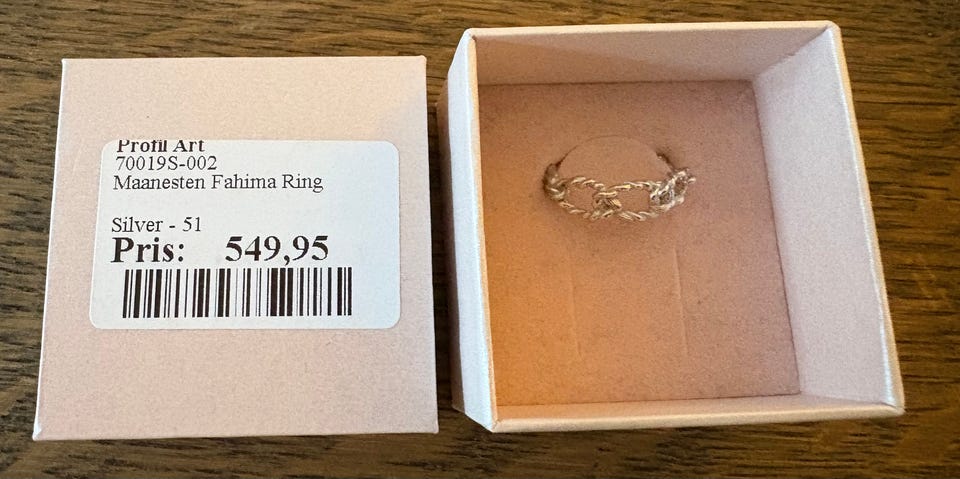 Profil Art
70019S-002
Maanesten Fahima Ring
Silver - 51
Pris: 549,95